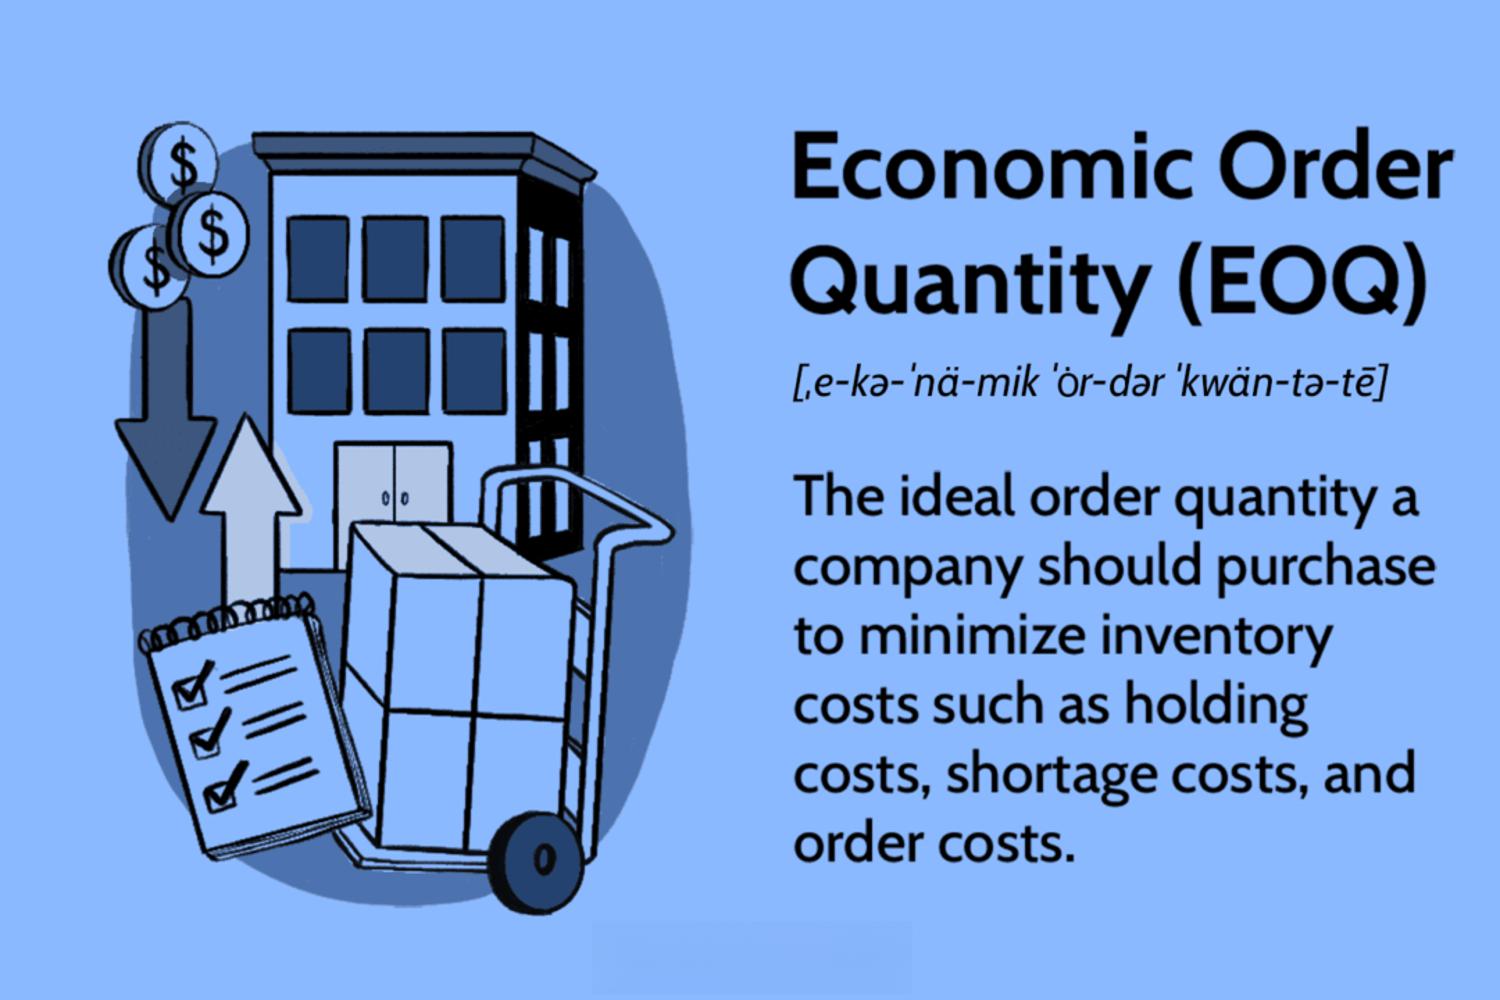 $
$
$
Economic Order
Quantity (EOQ)
[ˌe-kə-ˈnä-mik ˈȯr-dər ˈkwän-tə-tē]
The ideal order quantity a
company should purchase
to minimize inventory
costs such as holding
costs, shortage costs, and
order costs.